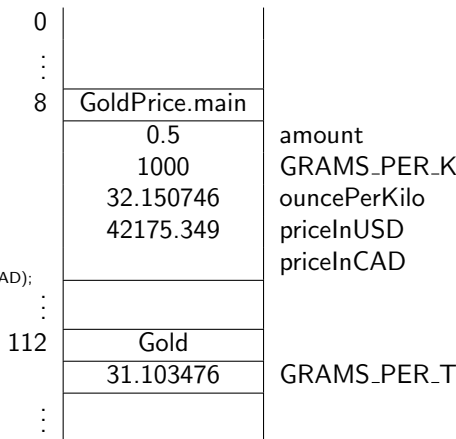 0
⋮
8 GoldPrice.main
0.5 amount
1000 GRAMS_PER_K
32.150746 ouncePerKilo
42175.349 priceInUSD
priceInCAD
AD);
⋮
112 Gold
31.103476 GRAMS_PER_T
⋮